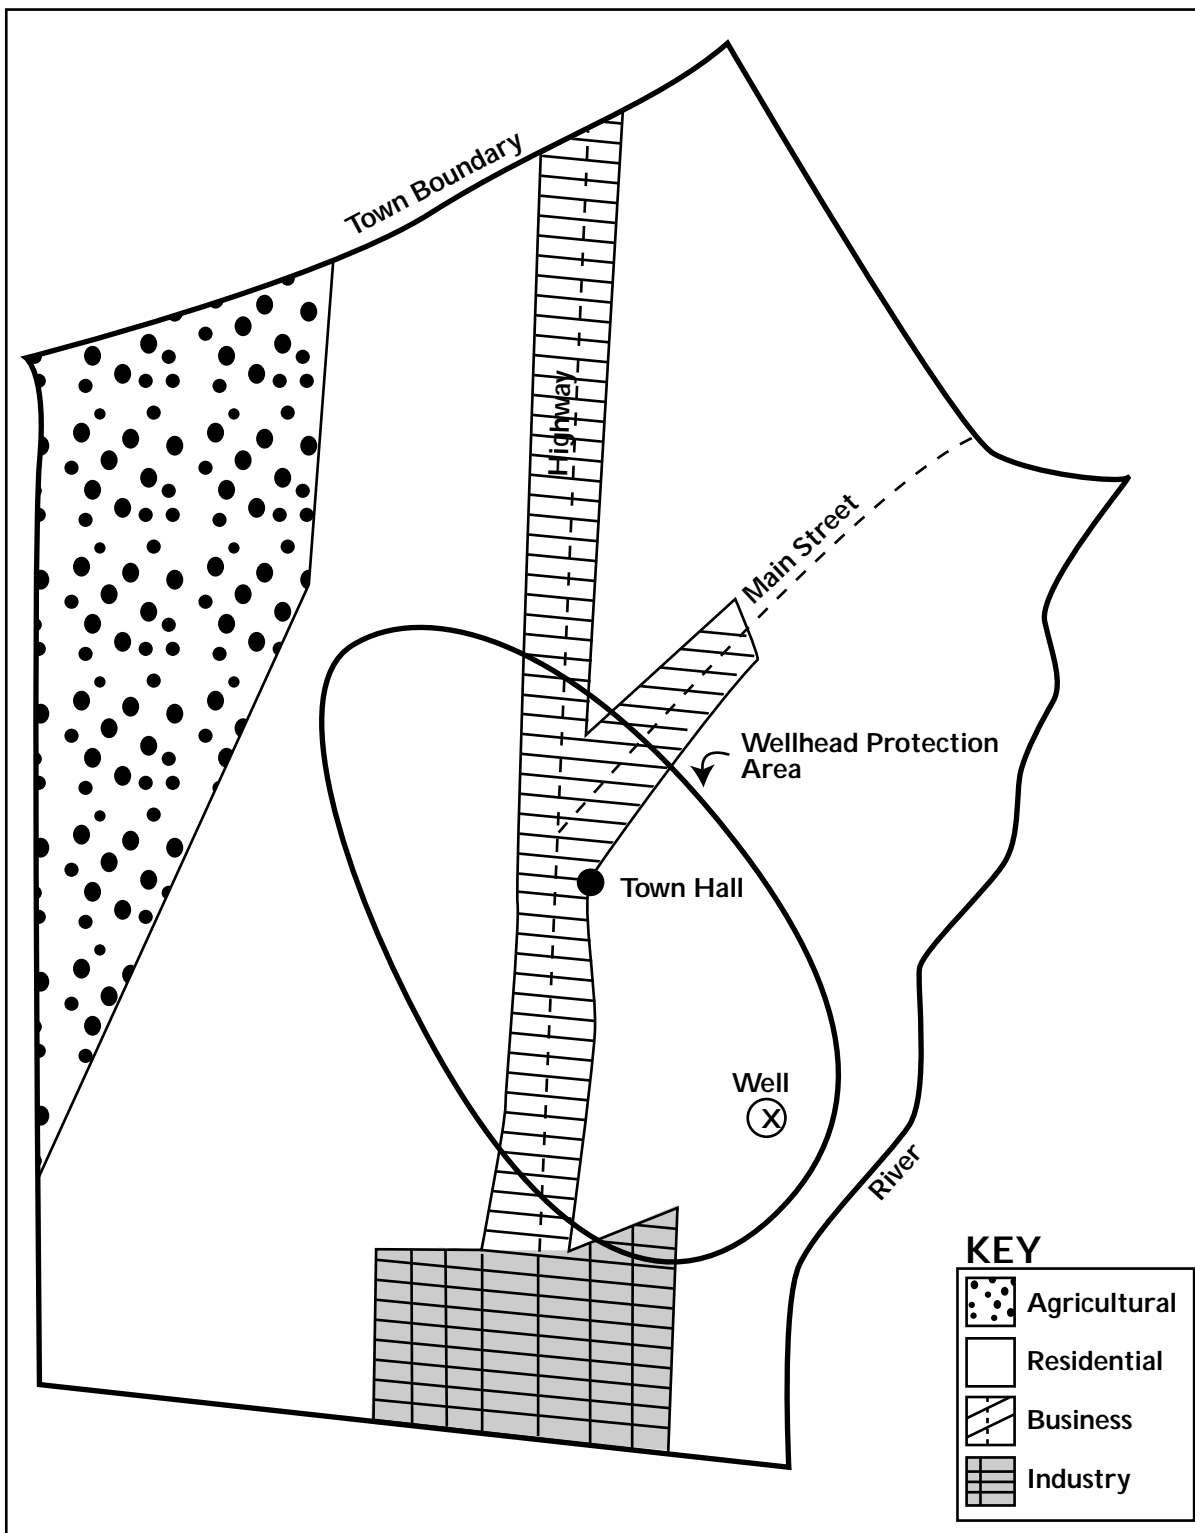 Town Boundary
Highway
Main Street
Wellhead Protection
Area
Town Hall
Well
X
River
KEY
Agricultural
Residential
Business
Industry